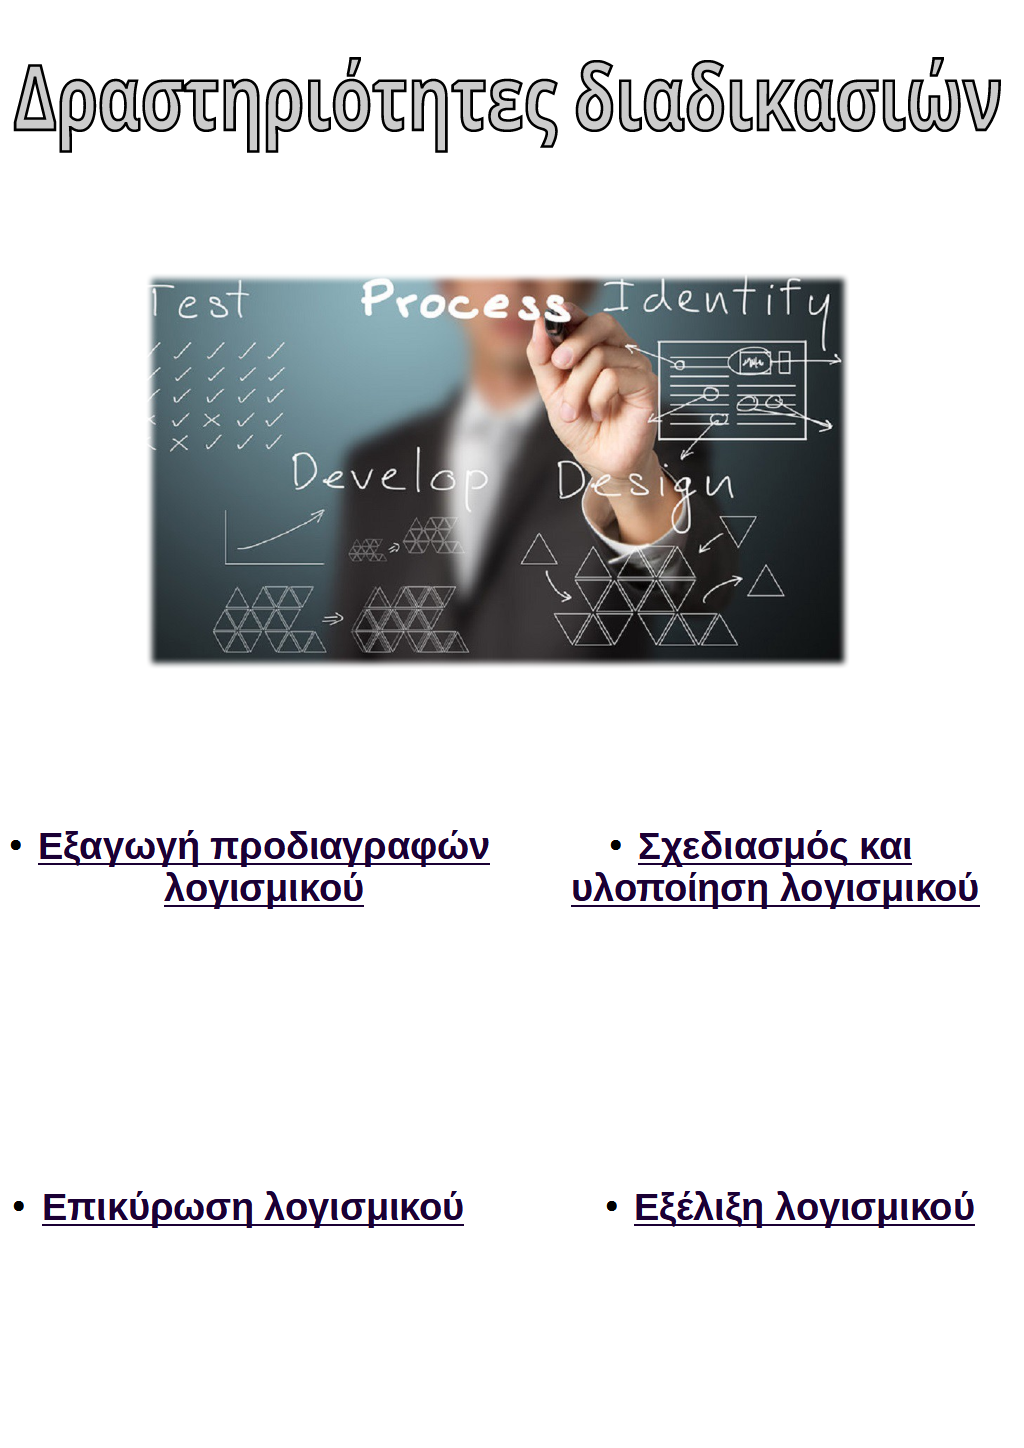 Δραστηριότητες διαδικασιών
Test
Process
Identify
Develop
Design
• Εξαγωγή προδιαγραφών
λογισμικού
• Σχεδιασμός και
υλοποίηση λογισμικού
• Επικύρωση λογισμικού
• Εξέλιξη λογισμικού